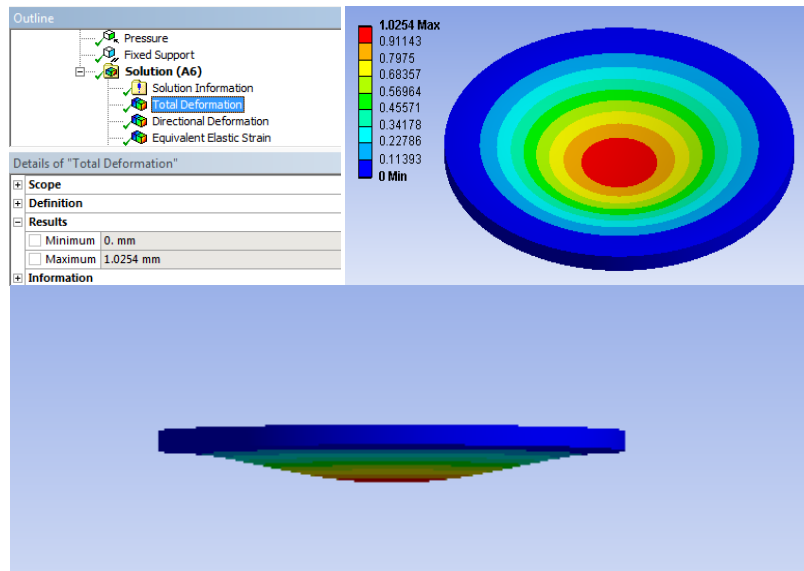 Outline
Pressure
Fixed Support
Solution (A6)
Solution Information
Total Deformation
Directional Deformation
Equivalent Elastic Strain
Details of "Total Deformation"
Scope
Definition
Results
Minimum 0. mm
Maximum 1.0254 mm
Information
1.0254 Max
0.91143
0.7975
0.68357
0.56964
0.45571
0.34178
0.22786
0.11393
0 Min